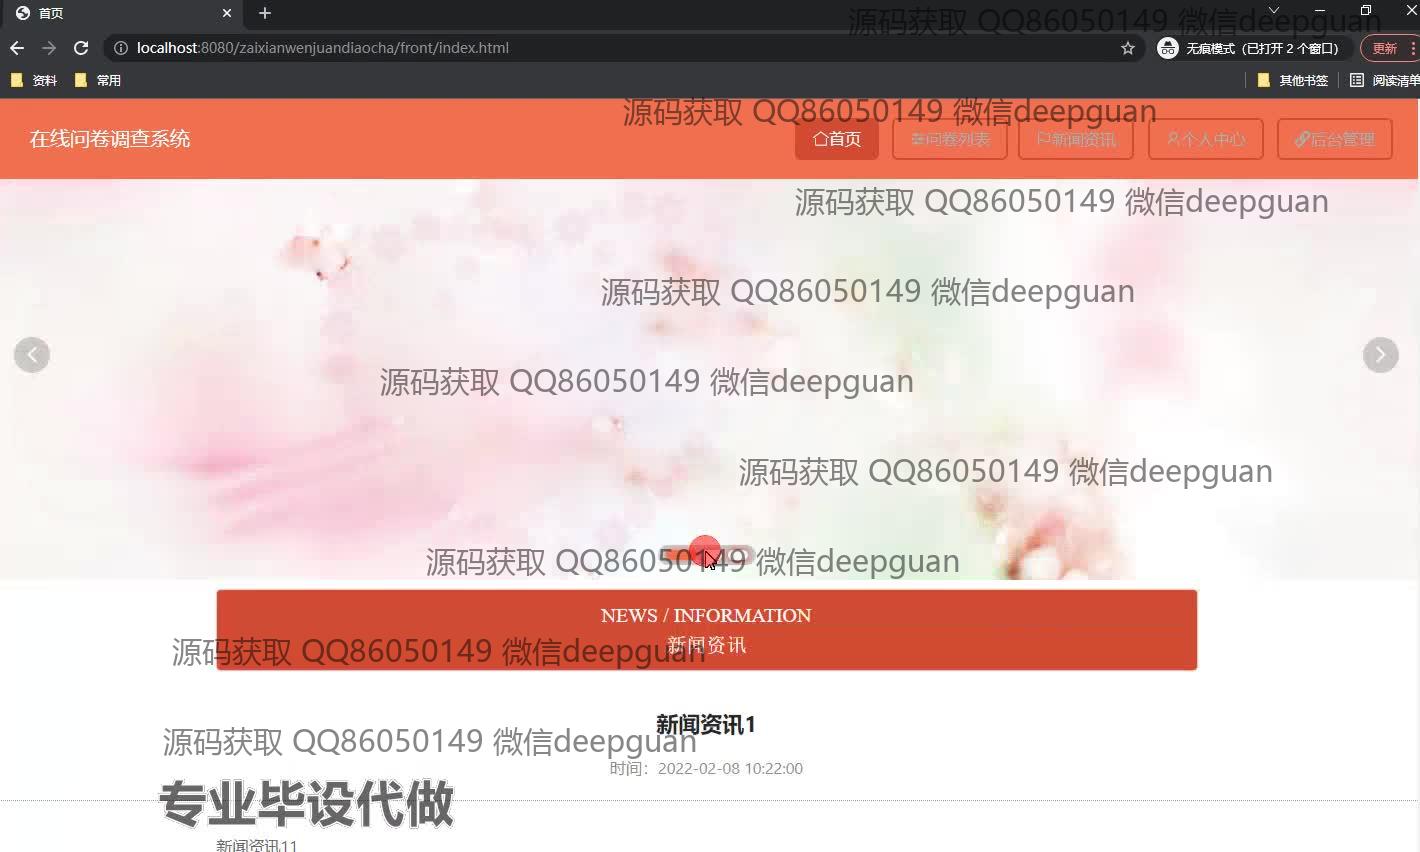 首页
源码获取 QQ86050149 微信deepguan
localhost:8080/zaixianwenjuandiaocha/front/index.html
无痕模式（已打开 2 个窗口）
更新
资料
常用
其他书签
阅读清单
源码获取 QQ86050149 微信deepguan
在线问卷调查系统
首页
问卷列表
新闻资讯
个人中心
后台管理
源码获取 QQ86050149 微信deepguan
源码获取 QQ86050149 微信deepguan
源码获取 QQ86050149 微信deepguan
源码获取 QQ86050149 微信deepguan
源码获取 QQ86050149 微信deepguan
NEWS / INFORMATION
新闻资讯
源码获取 QQ86050149 微信deepguan
新闻资讯1
源码获取 QQ86050149 微信deepguan
时间：2022-02-08 10:22:00
专业毕设代做
新闻资讯11